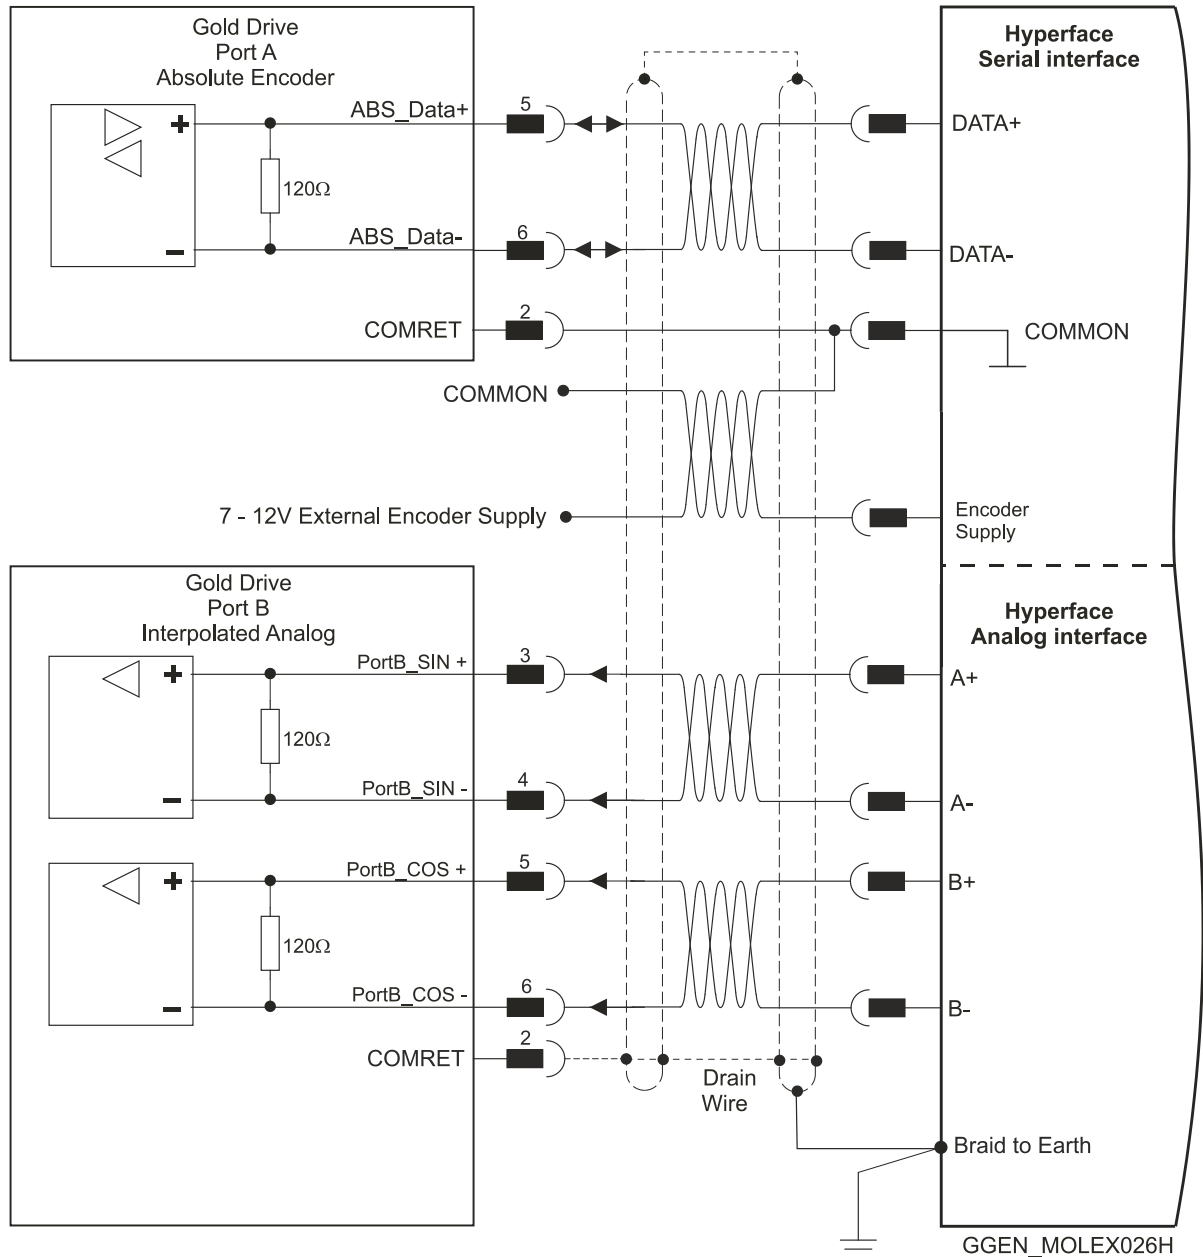 Gold Drive
Port A
Absolute Encoder
Hyperface
Serial interface
ABS_Data+
5
DATA+
+
120Ω
ABS_Data-
6
DATA-
-
COMRET
2
COMMON
COMMON
7 - 12V External Encoder Supply
Encoder
Supply
Gold Drive
Port B
Interpolated Analog
Hyperface
Analog interface
PortB_SIN +
3
A+
+
120Ω
PortB_SIN -
4
A-
-
PortB_COS +
5
B+
+
120Ω
PortB_COS -
6
B-
-
COMRET
2
Drain
Wire
Braid to Earth
GGEN_MOLEX026H